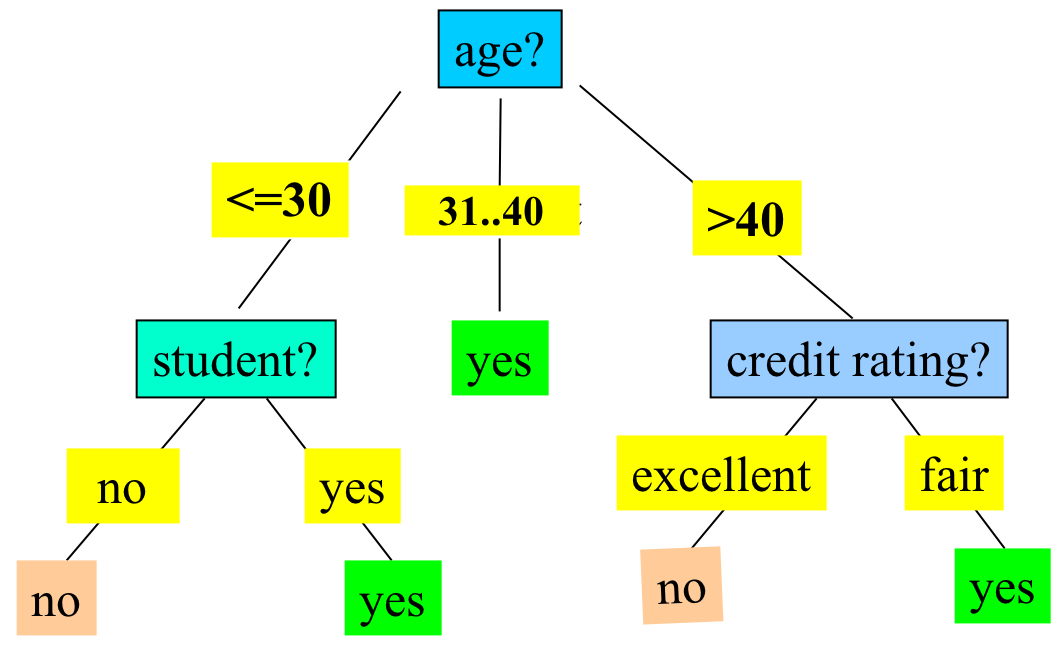 age?
<=30
31..40
>40
student?
yes
credit rating?
no
yes
excellent
fair
no
yes
no
yes